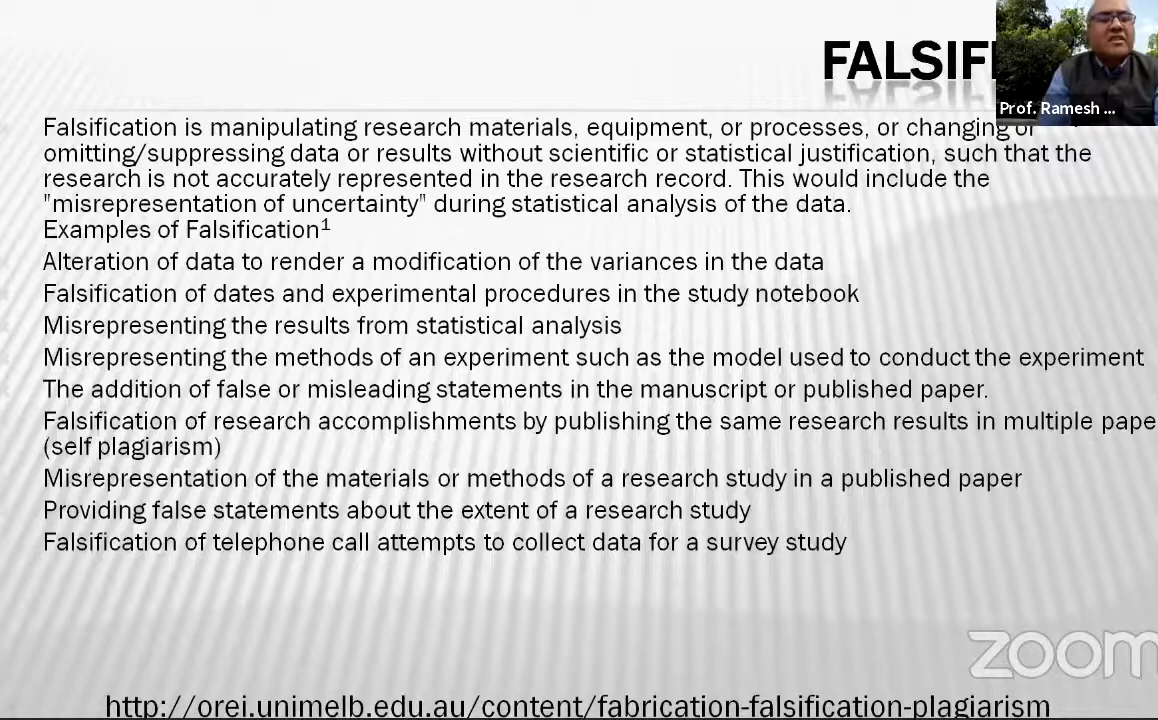 FALSIF
Prof. Ramesh ...
Falsification is manipulating research materials, equipment, or processes, or changing or
omitting/suppressing data or results without scientific or statistical justification, such that the
research is not accurately represented in the research record. This would include the
"misrepresentation of uncertainty" during statistical analysis of the data.
Examples of Falsification¹
Alteration of data to render a modification of the variances in the data
Falsification of dates and experimental procedures in the study notebook
Misrepresenting the results from statistical analysis
Misrepresenting the methods of an experiment such as the model used to conduct the experiment
The addition of false or misleading statements in the manuscript or published paper.
Falsification of research accomplishments by publishing the same research results in multiple pape
(self plagiarism)
Misrepresentation of the materials or methods of a research study in a published paper
Providing false statements about the extent of a research study
Falsification of telephone call attempts to collect data for a survey study
zoom
http://orei.unimelb.edu.au/content/fabrication-falsification-plagiarism